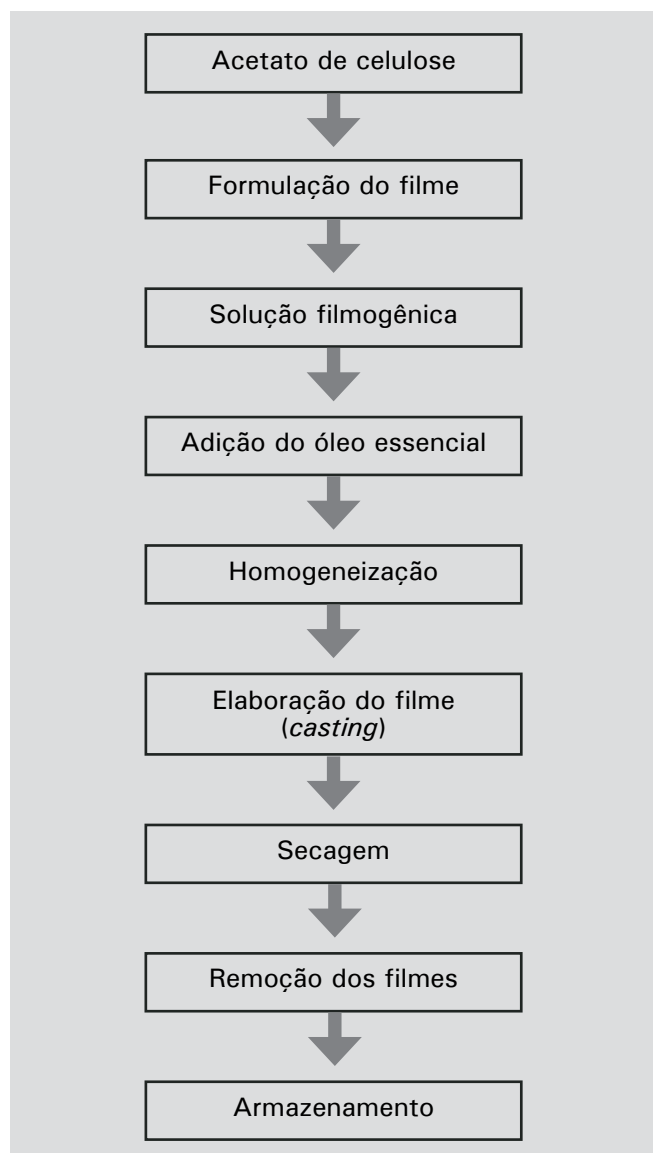 Acetato de celulose
Formulação do filme
Solução filmogênica
Adição do óleo essencial
Homogeneização
Elaboração do filme
(casting)
Secagem
Remoção dos filmes
Armazenamento